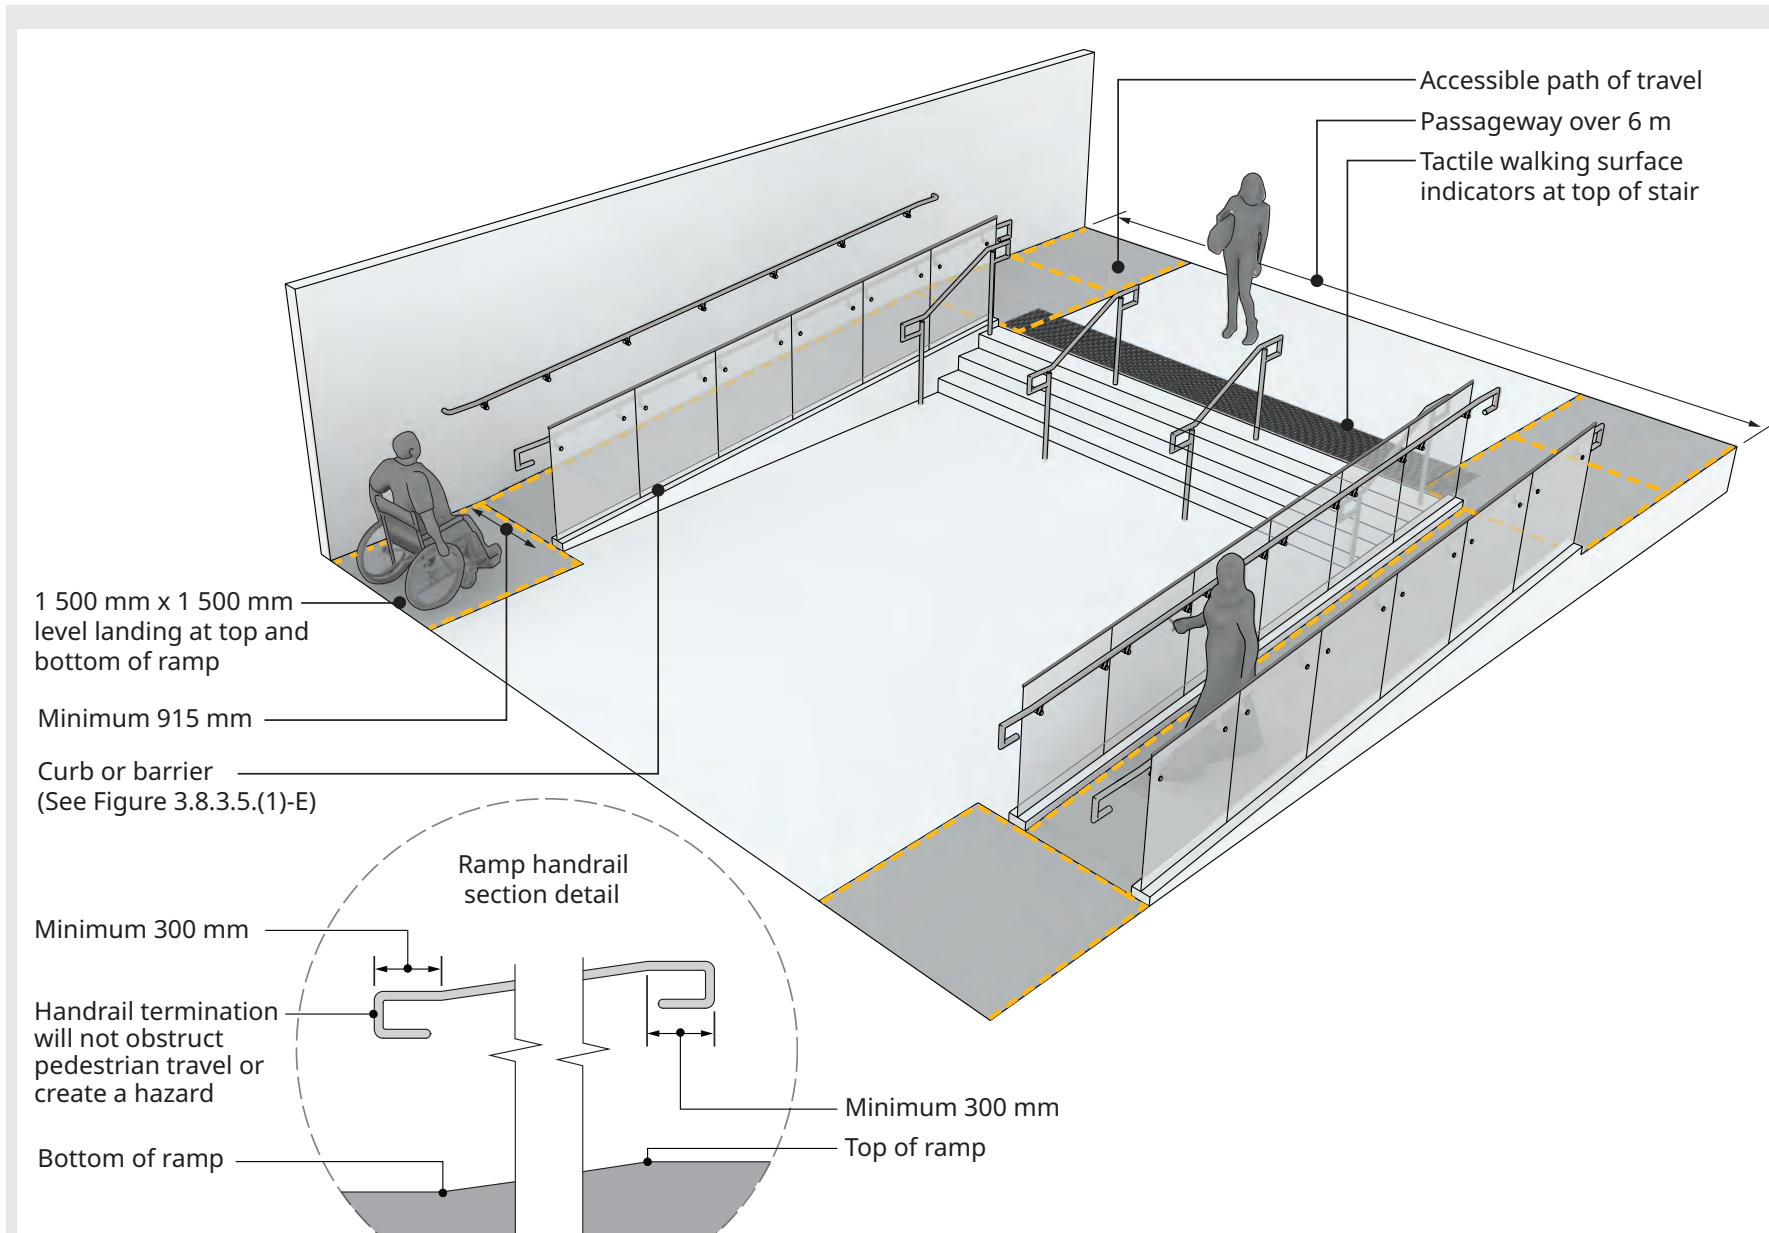 Accessible path of travel
Passageway over 6 m
Tactile walking surface
indicators at top of stair
1 500 mm x 1 500 mm
level landing at top and
bottom of ramp
Minimum 915 mm
Curb or barrier
(See Figure 3.8.3.5.(1)-E)
Ramp handrail
section detail
Minimum 300 mm
Handrail termination
will not obstruct
pedestrian travel or
create a hazard
Minimum 300 mm
Bottom of ramp
Top of ramp